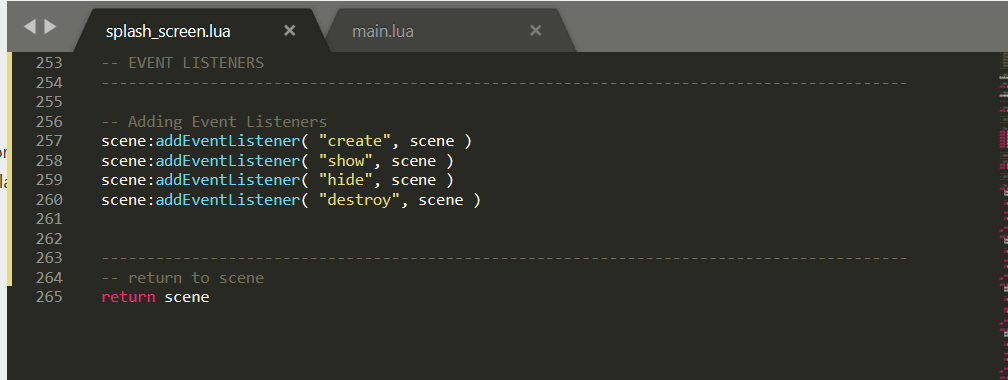 splash_screen.lua
main.lua
253 -- EVENT LISTENERS
254 -----------------------------------------------------------------------------------------
255
256 -- Adding Event Listeners
257 scene:addEventListener( "create", scene )
258 scene:addEventListener( "show", scene )
259 scene:addEventListener( "hide", scene )
260 scene:addEventListener( "destroy", scene )
261
262
263 -----------------------------------------------------------------------------------------
264 -- return to scene
265 return scene